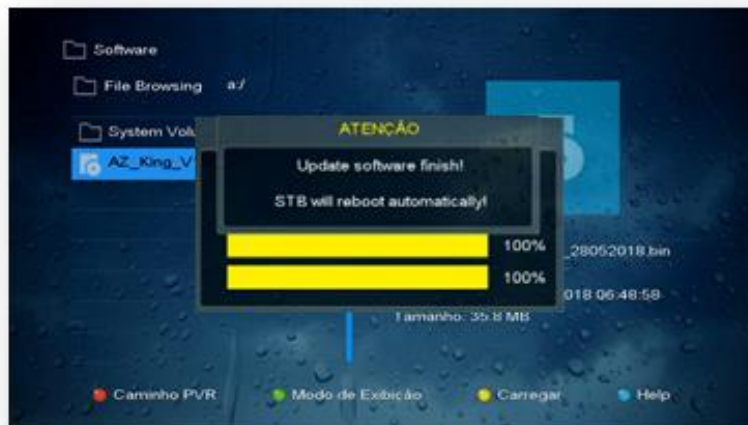 Software
File Browsing a:/
System Volu
AZ_King_V
ATENÇÃO
Update software finish!
STB will reboot automatically!
100%
_28052018.bin
100%
018 06:48:58
Tamanho: 35.8 MB
Caminho PVR Modo de Exibicão Carregar Help